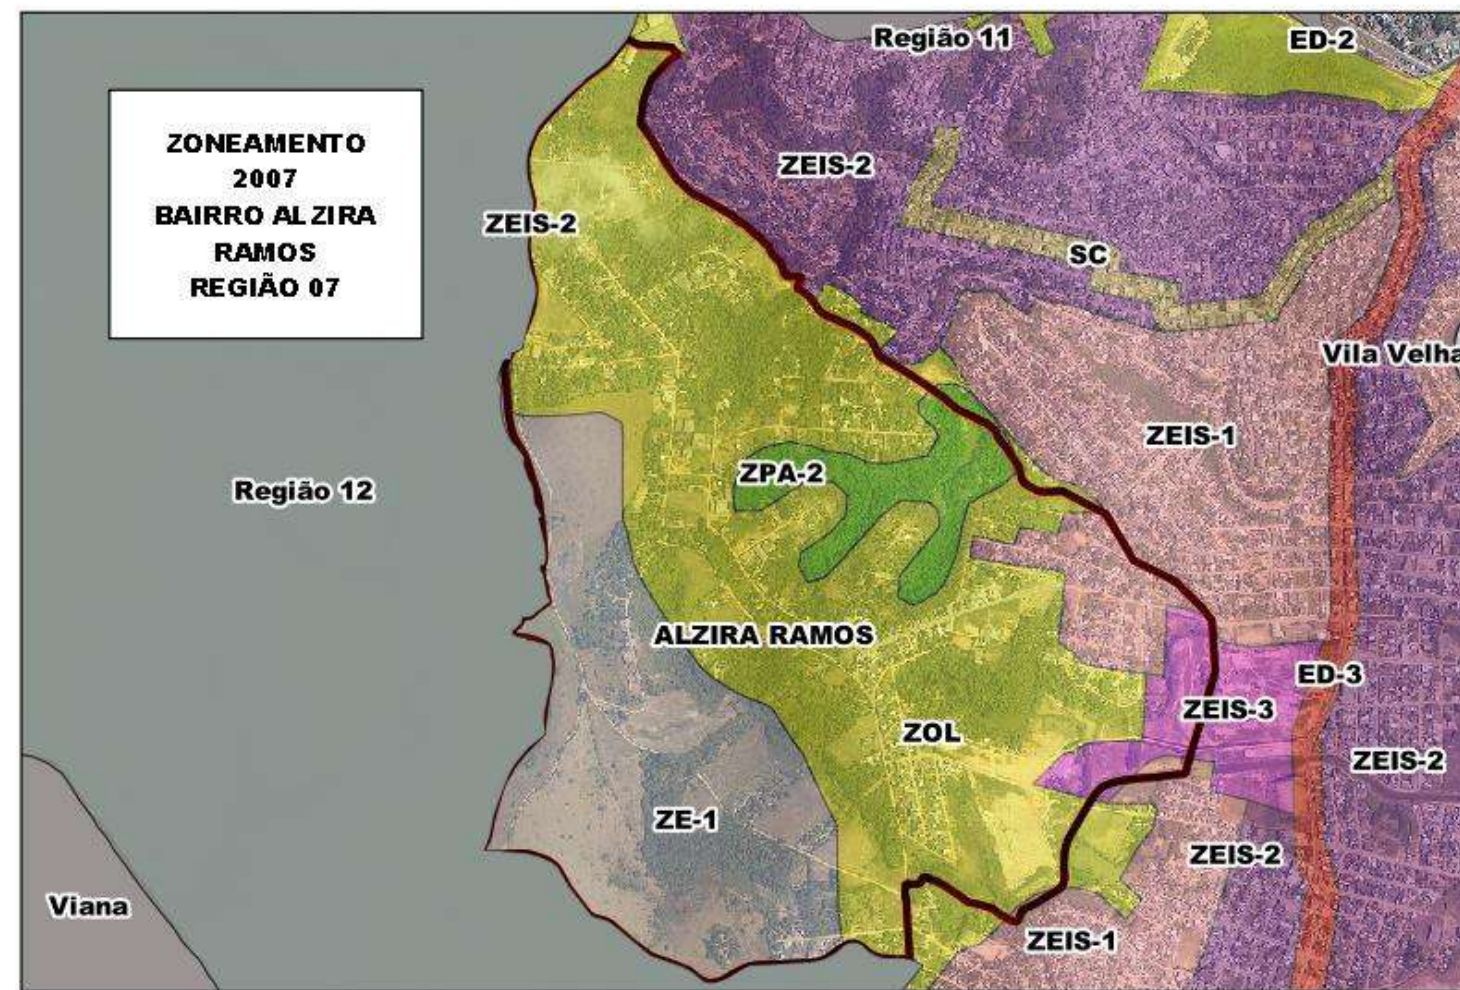 Região 11
ED-2
ZONEAMENTO
2007
BAIRRO ALZIRA
RAMOS
REGIÃO 07
ZEIS-2
ZEIS-2
SC
Vila Velha
ZEIS-1
ZPA-2
Região 12
ALZIRA RAMOS
ED-3
ZEIS-3
ZOL
ZEIS-2
ZE-1
ZEIS-2
Viana
ZEIS-1